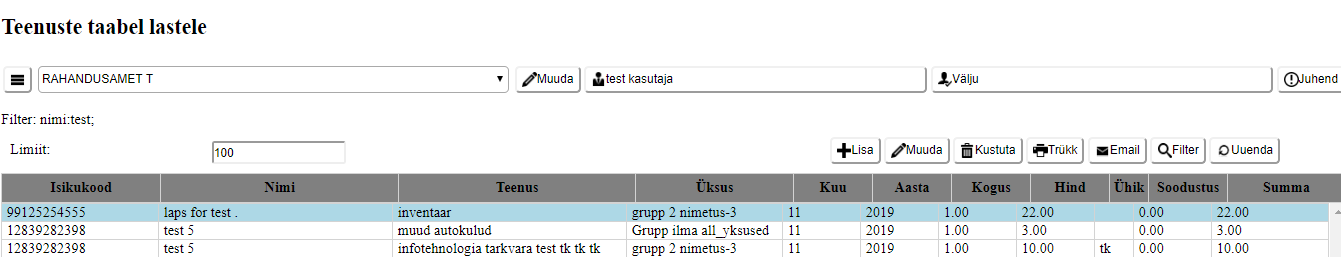 Teenuste taabel lastele
RAHANDUSAMET T Muuda test kasutaja Välju Juhend
Filter: nimi:test;
Limiit: 100 Lisa Muuda Kustuta Trükk Email Filter Uuenda
Isikukood Nimi Teenus Üksus Kuu Aasta Kogus Hind Ühik Soodustus Summa
99125254555 laps for test . inventaar grupp 2 nimetus-3 11 2019 1.00 22.00 0.00 22.00
12839282398 test 5 muud autokulud Grupp ilma all_yksused 11 2019 1.00 3.00 0.00 3.00
12839282398 test 5 infotehnologia tarkvara test tk tk tk grupp 2 nimetus-3 11 2019 1.00 10.00 tk 0.00 10.00